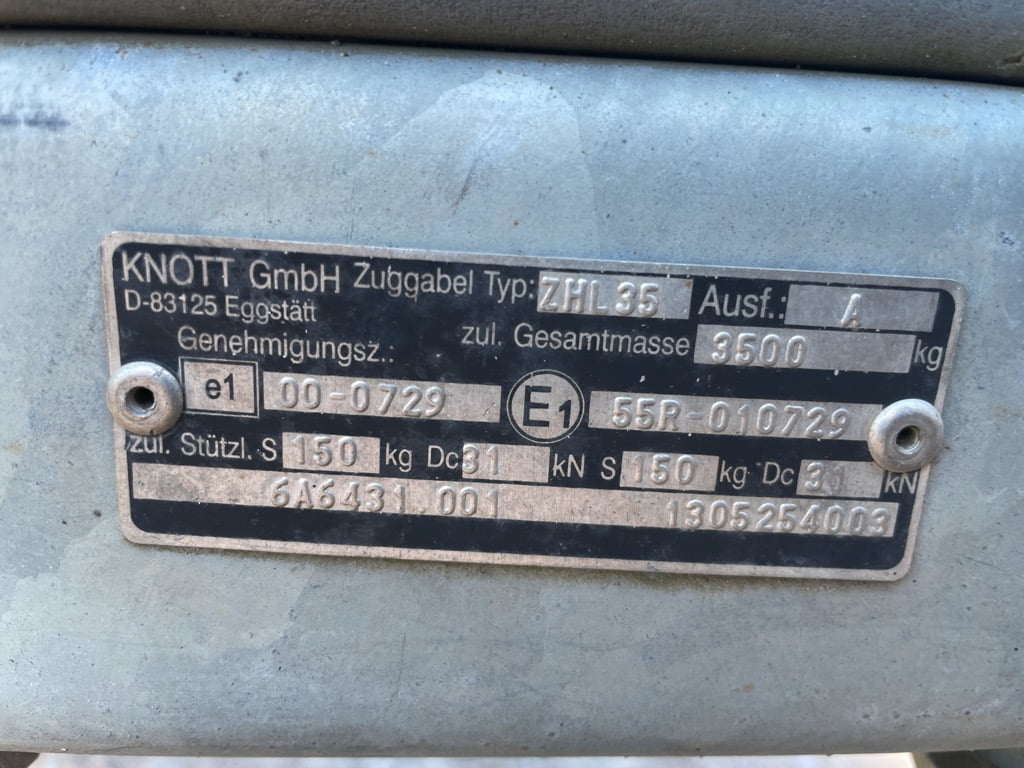 KNOTT GmbH Zuggabel Typ: ZHL35 Ausf.: A
D-83125 Eggstätt
Genehmigungsz.: zul. Gesamtmasse 3500 kg
e1 00-0729 E1 55R-010729
zul. Stützl. S 150 kg Dc 31 kN S 150 kg Dc 31 kN
6A6431.001 1305254003